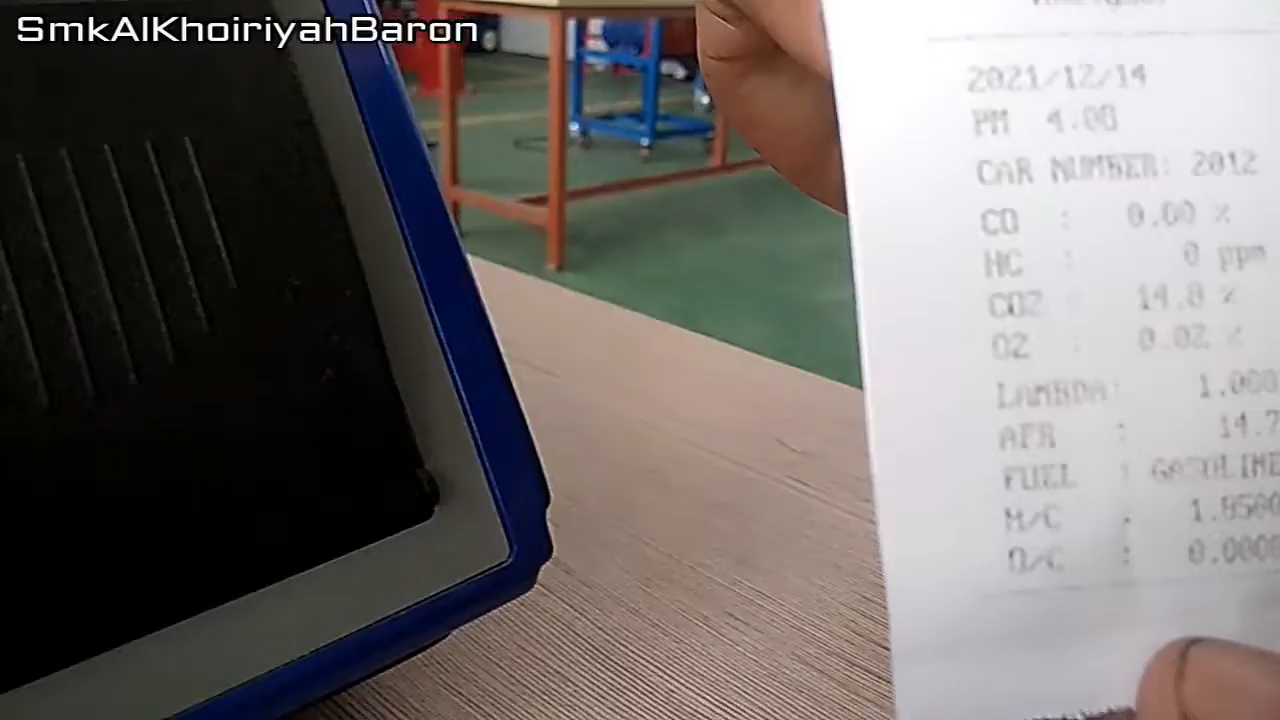 SmkAlKhoiriyahBaron
2021/12/14
PM 4.00
CAR NUMBER: 2012
CO : 0.00 %
HC : 0 ppm
CO2 : 14.8 %
O2 : 0.02 %
LAMBDA: 1.000
AFR : 14.7
FUEL : GASOLINE
H/C : 1.8500
O/C : 0.0000